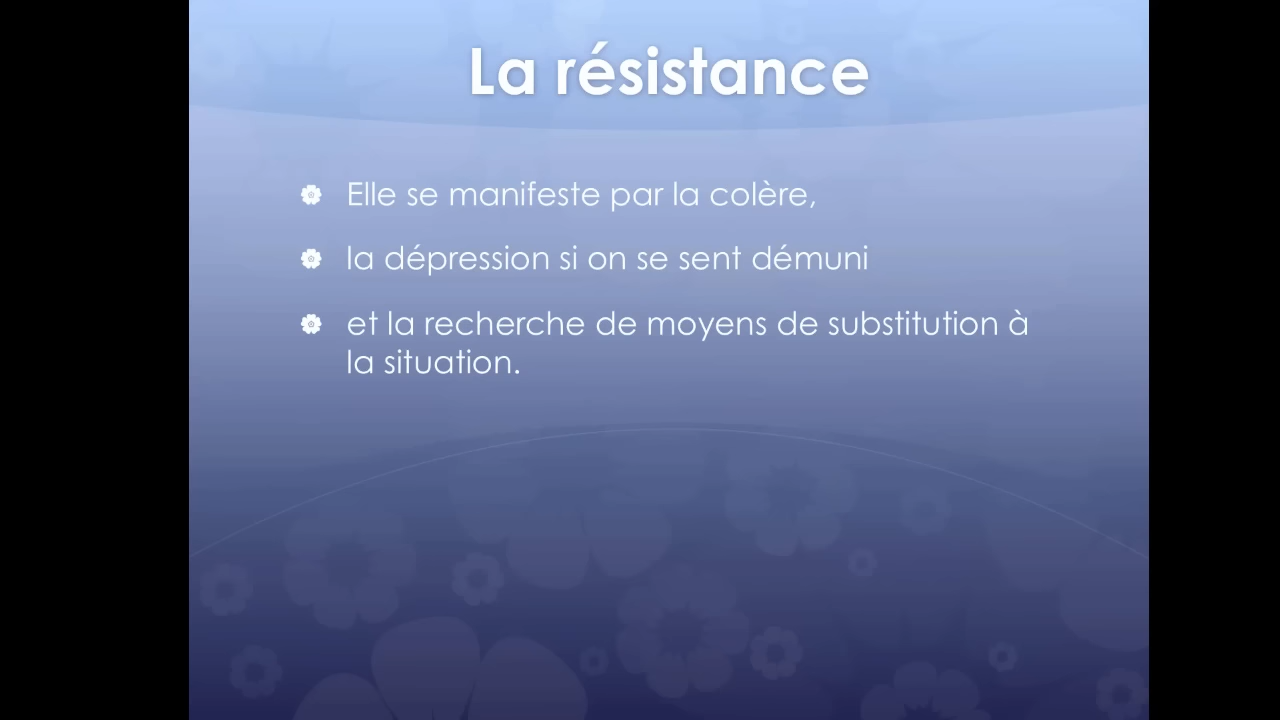 La résistance
Elle se manifeste par la colère,
la dépression si on se sent démuni
et la recherche de moyens de substitution à
la situation.